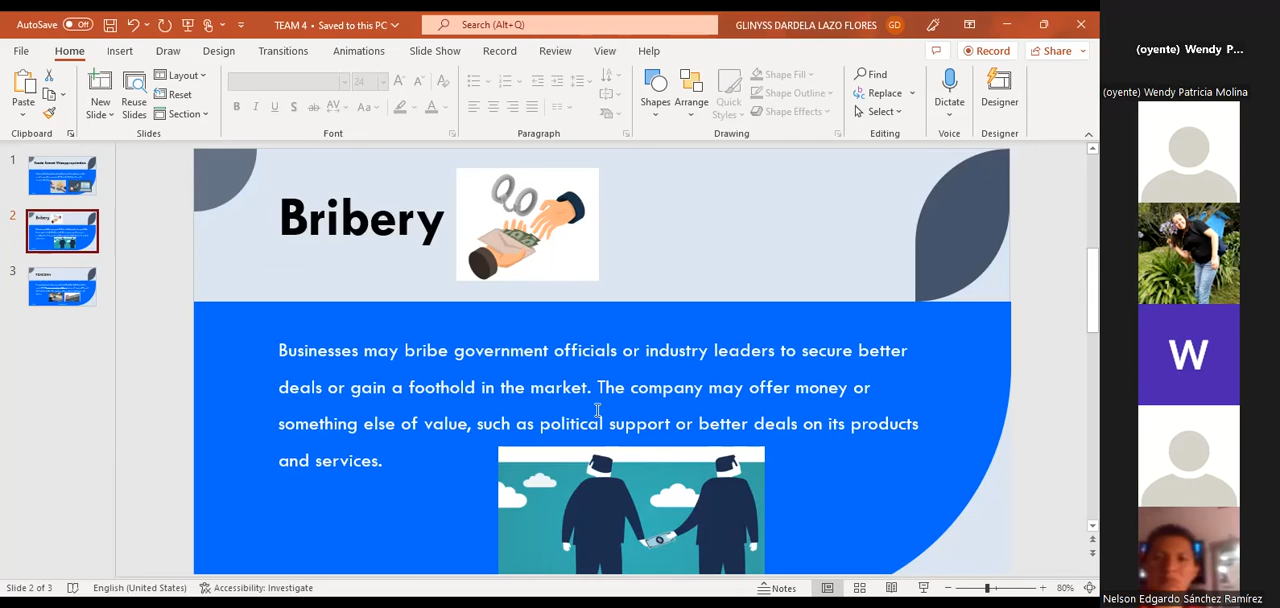 AutoSave Off TEAM 4 • Saved to this PC Search (Alt+Q) GLINYSS DARDELA LAZO FLORES GD
File Home Insert Draw Design Transitions Animations Slide Show Record Review View Help Record Share
Paste
New
Slide
Reuse
Slides
Layout
Reset
Section
24
Shapes
Arrange
Quick
Styles
Shape Fill
Shape Outline
Shape Effects
Find
Replace
Select
Dictate
Designer
Clipboard Slides Font Paragraph Drawing Editing Voice Designer
1
2
3
Bribery
Businesses may bribe government officials or industry leaders to secure better
deals or gain a foothold in the market. The company may offer money or
something else of value, such as political support or better deals on its products
and services.
Slide 2 of 3 English (United States) Accessibility: Investigate Notes 80%
(oyente) Wendy P...
(oyente) Wendy Patricia Molina
W
Nelson Edgardo Sánchez Ramírez